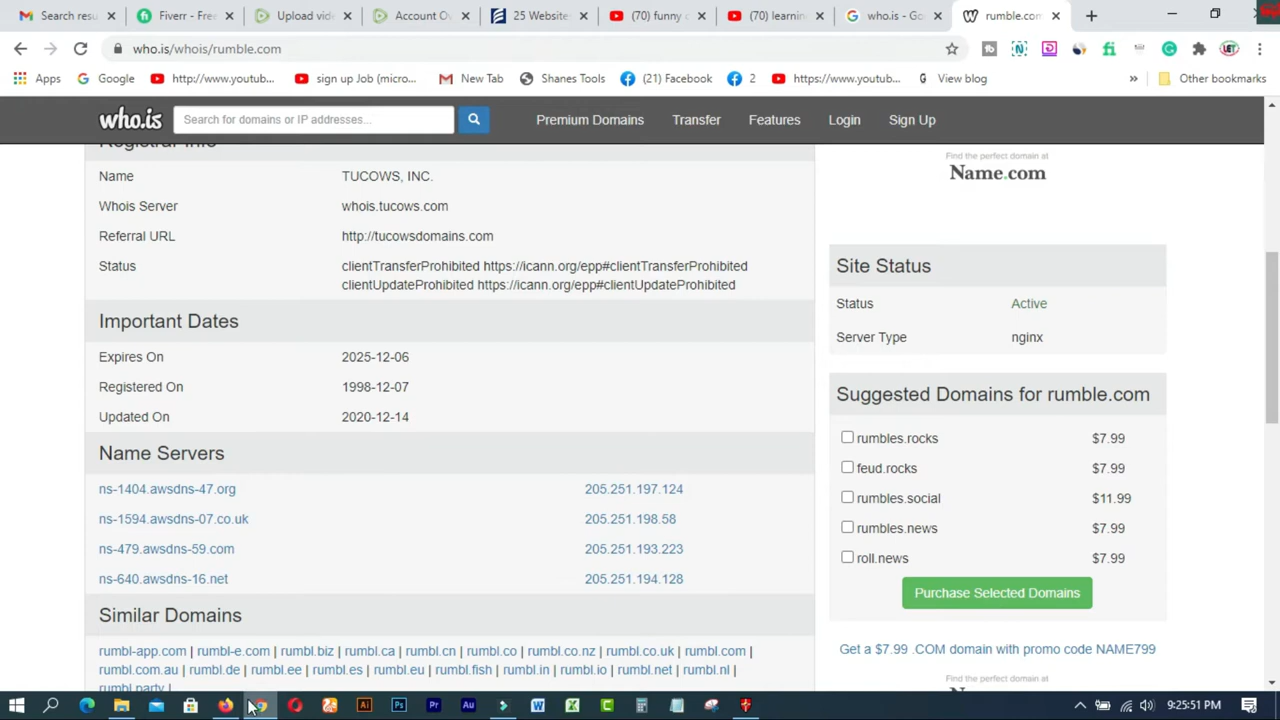 Search resu
Fiverr - Free
Upload vid
Account Ov
25 Website
(70) funny c
(70) learnin
who.is - Go
rumble.com
who.is/whois/rumble.com
Apps
Google
http://www.youtub...
sign up Job (micro...
New Tab
Shanes Tools
(21) Facebook
2
https://www.youtub...
View blog
»
Other bookmarks
who.is
Search for domains or IP addresses...
Premium Domains
Transfer
Features
Login
Sign Up
Registrar Info
Name TUCOWS, INC.
Whois Server whois.tucows.com
Referral URL http://tucowsdomains.com
Status clientTransferProhibited https://icann.org/epp#clientTransferProhibited
clientUpdateProhibited https://icann.org/epp#clientUpdateProhibited
Important Dates
Expires On 2025-12-06
Registered On 1998-12-07
Updated On 2020-12-14
Name Servers
ns-1404.awsdns-47.org 205.251.197.124
ns-1594.awsdns-07.co.uk 205.251.198.58
ns-479.awsdns-59.com 205.251.193.223
ns-640.awsdns-16.net 205.251.194.128
Similar Domains
rumbl-app.com | rumbl-e.com | rumbl.biz | rumbl.ca | rumbl.cn | rumbl.co | rumbl.co.nz | rumbl.co.uk | rumbl.com |
rumbl.com.au | rumbl.de | rumbl.ee | rumbl.es | rumbl.eu | rumbl.fish | rumbl.in | rumbl.io | rumbl.net | rumbl.nl |
rumbl.party |
Find the perfect domain at
Name.com
Site Status
Status Active
Server Type nginx
Suggested Domains for rumble.com
rumbles.rocks $7.99
feud.rocks $7.99
rumbles.social $11.99
rumbles.news $7.99
roll.news $7.99
Purchase Selected Domains
Get a $7.99 .COM domain with promo code NAME799
Find the perfect domain at
9:25:51 PM